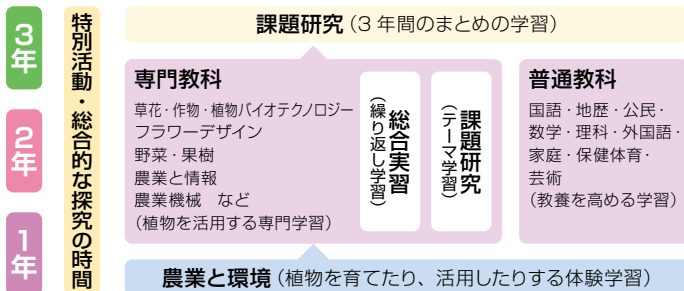 3年
2年
1年
特別活動・総合的な探究の時間
課題研究(3年間のまとめの学習)
専門教科
草花・作物・植物バイオテクノロジー
フラワーデザイン
野菜・果樹
農業と情報
農業機械　など
(植物を活用する専門学習)
総合実習
(繰り返し学習)
課題研究
(テーマ学習)
普通教科
国語・地歴・公民・
数学・理科・外国語・
家庭・保健体育・
芸術
(教養を高める学習)
農業と環境(植物を育てたり、活用したりする体験学習)